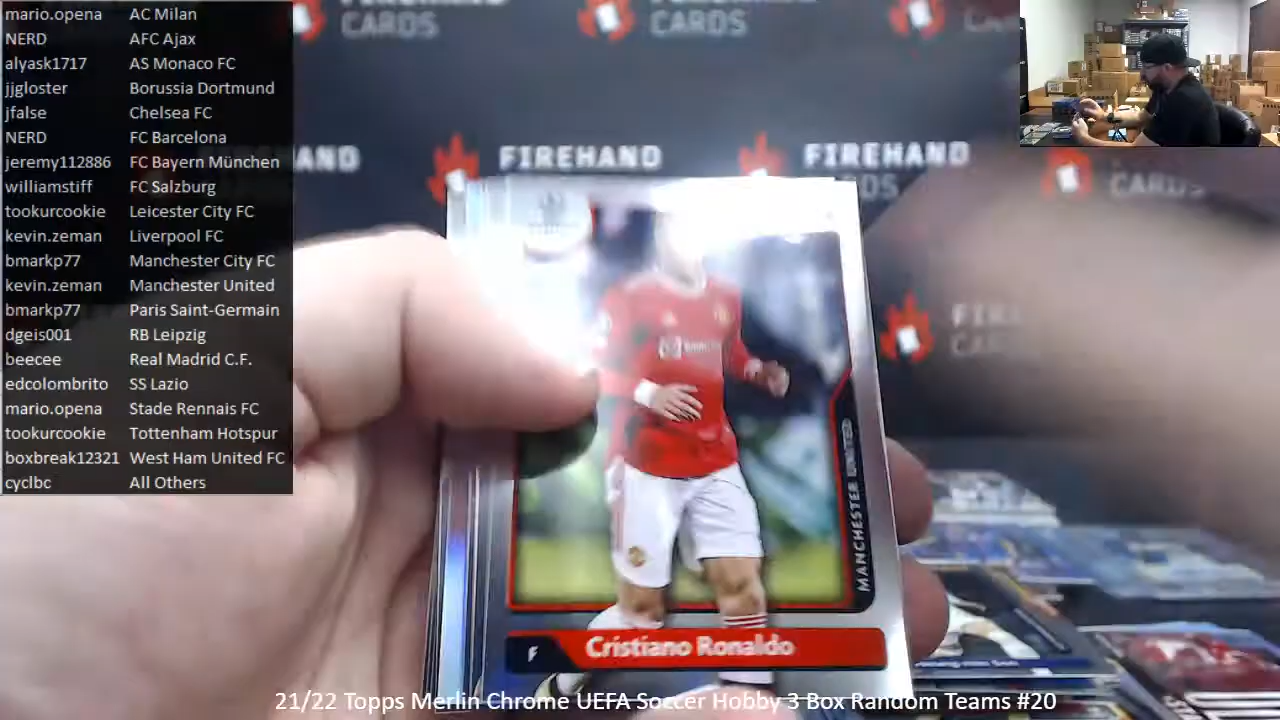 mario.opena AC Milan
NERD AFC Ajax
alyask1717 AS Monaco FC
jjgloster Borussia Dortmund
jfalse Chelsea FC
NERD FC Barcelona
jeremy112886 FC Bayern München
williamstiff FC Salzburg
tookurcookie Leicester City FC
kevin.zeman Liverpool FC
bmarkp77 Manchester City FC
kevin.zeman Manchester United
bmarkp77 Paris Saint-Germain
dgeis001 RB Leipzig
beecee Real Madrid C.F.
edcolombrito SS Lazio
mario.opena Stade Rennais FC
tookurcookie Tottenham Hotspur
boxbreak12321 West Ham United FC
cyclbc All Others
FIREHAND
CARDS
CARDS
FIREHAND
FIREHAND
CARDS
MANCHESTER UNITED
F Cristiano Ronaldo
21/22 Topps Merlin Chrome UEFA Soccer Hobby 3 Box Random Teams #20